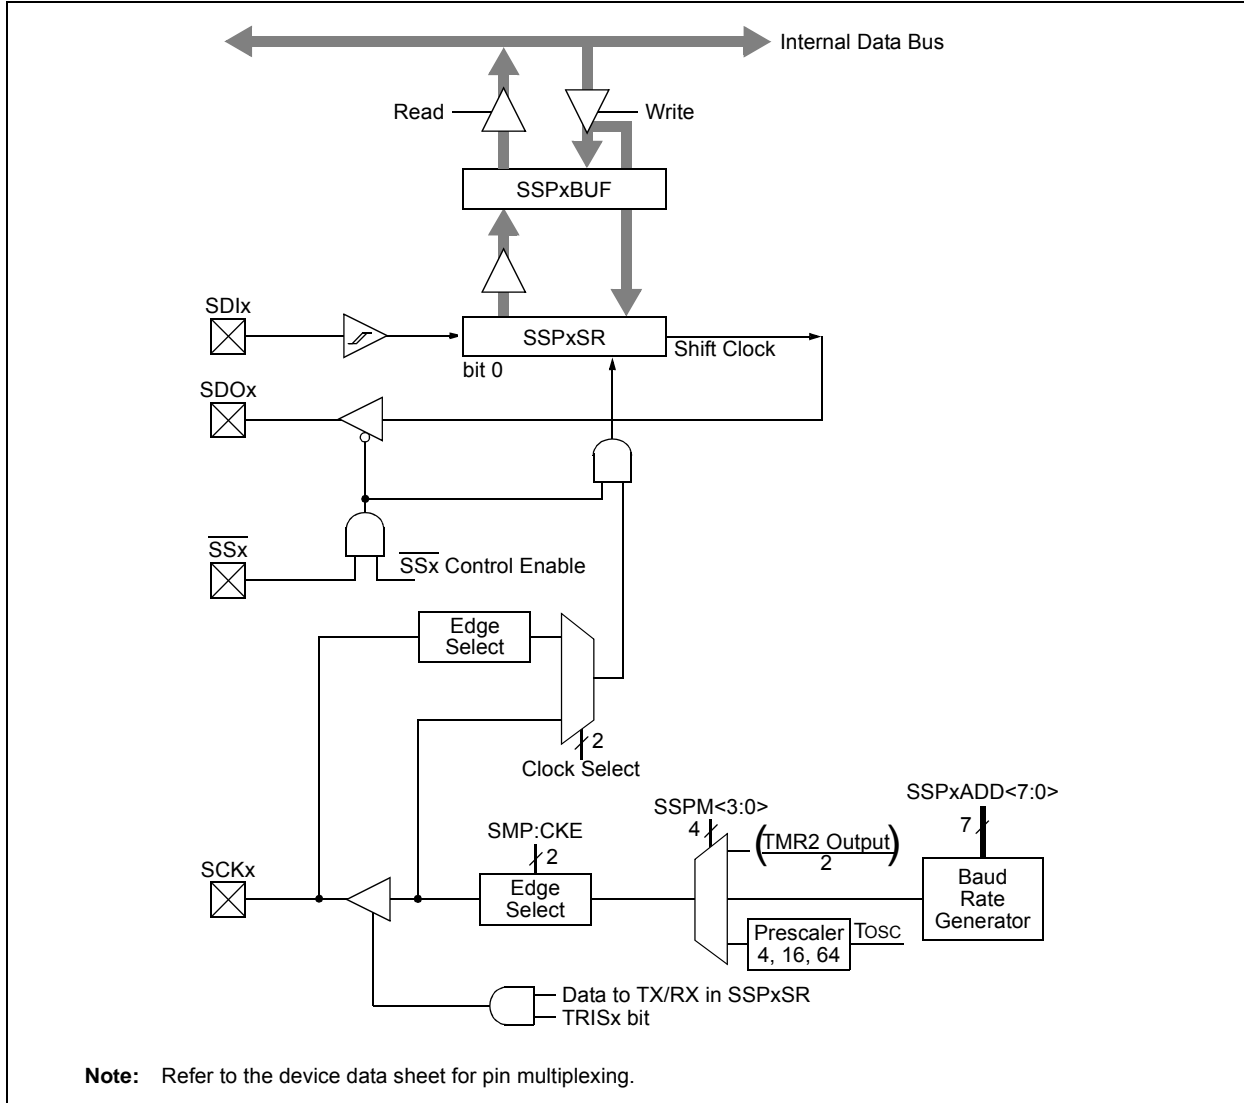 Internal Data Bus
Read
Write
SSPxBUF
SDIx
SSPxSR
Shift Clock
bit 0
SDOx
SSx
SSx Control Enable
Edge
Select
2
Clock Select
SSPxADD<7:0>
SSPM<3:0>
7
4
(TMR2 Output)
2
SMP:CKE
2
SCKx
Edge
Select
Baud
Rate
Generator
Prescaler
4, 16, 64
TOSC
Data to TX/RX in SSPxSR
TRISx bit
Note: Refer to the device data sheet for pin multiplexing.